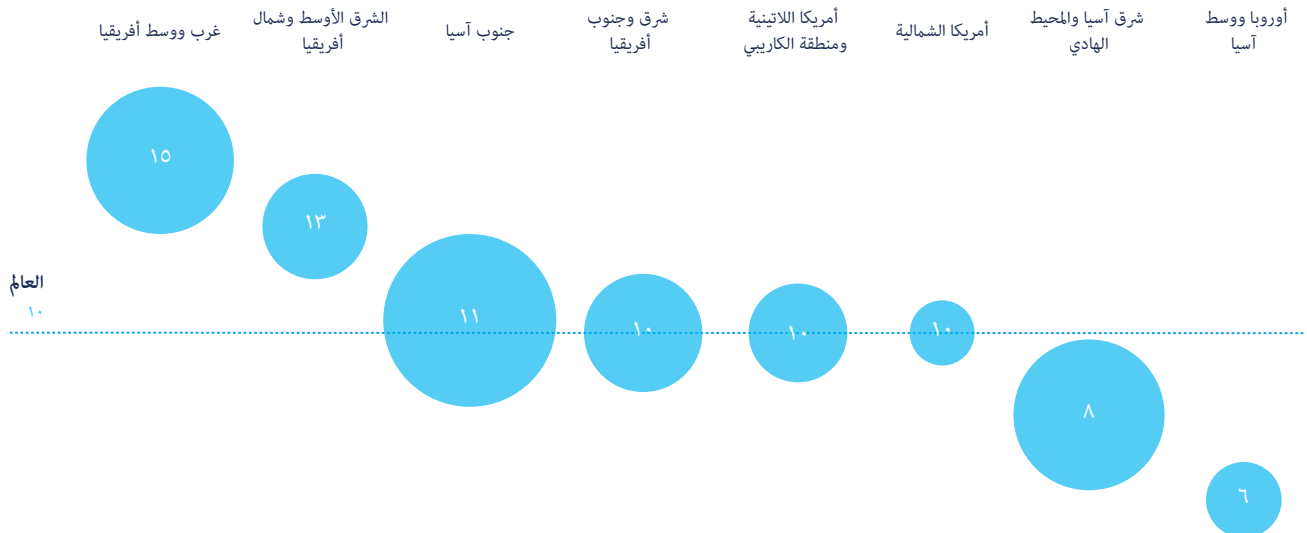 أوروبا ووسط
آسيا
شرق آسيا والمحيط
الهادي
أمريكا الشمالية
أمريكا اللاتينية
ومنطقة الكاريبي
شرق وجنوب
أفريقيا
جنوب آسيا
الشرق الأوسط وشمال
أفريقيا
غرب ووسط أفريقيا
١٥
١٣
العالم
١٠
١١
١٠
١٠
١٠
٨
٦